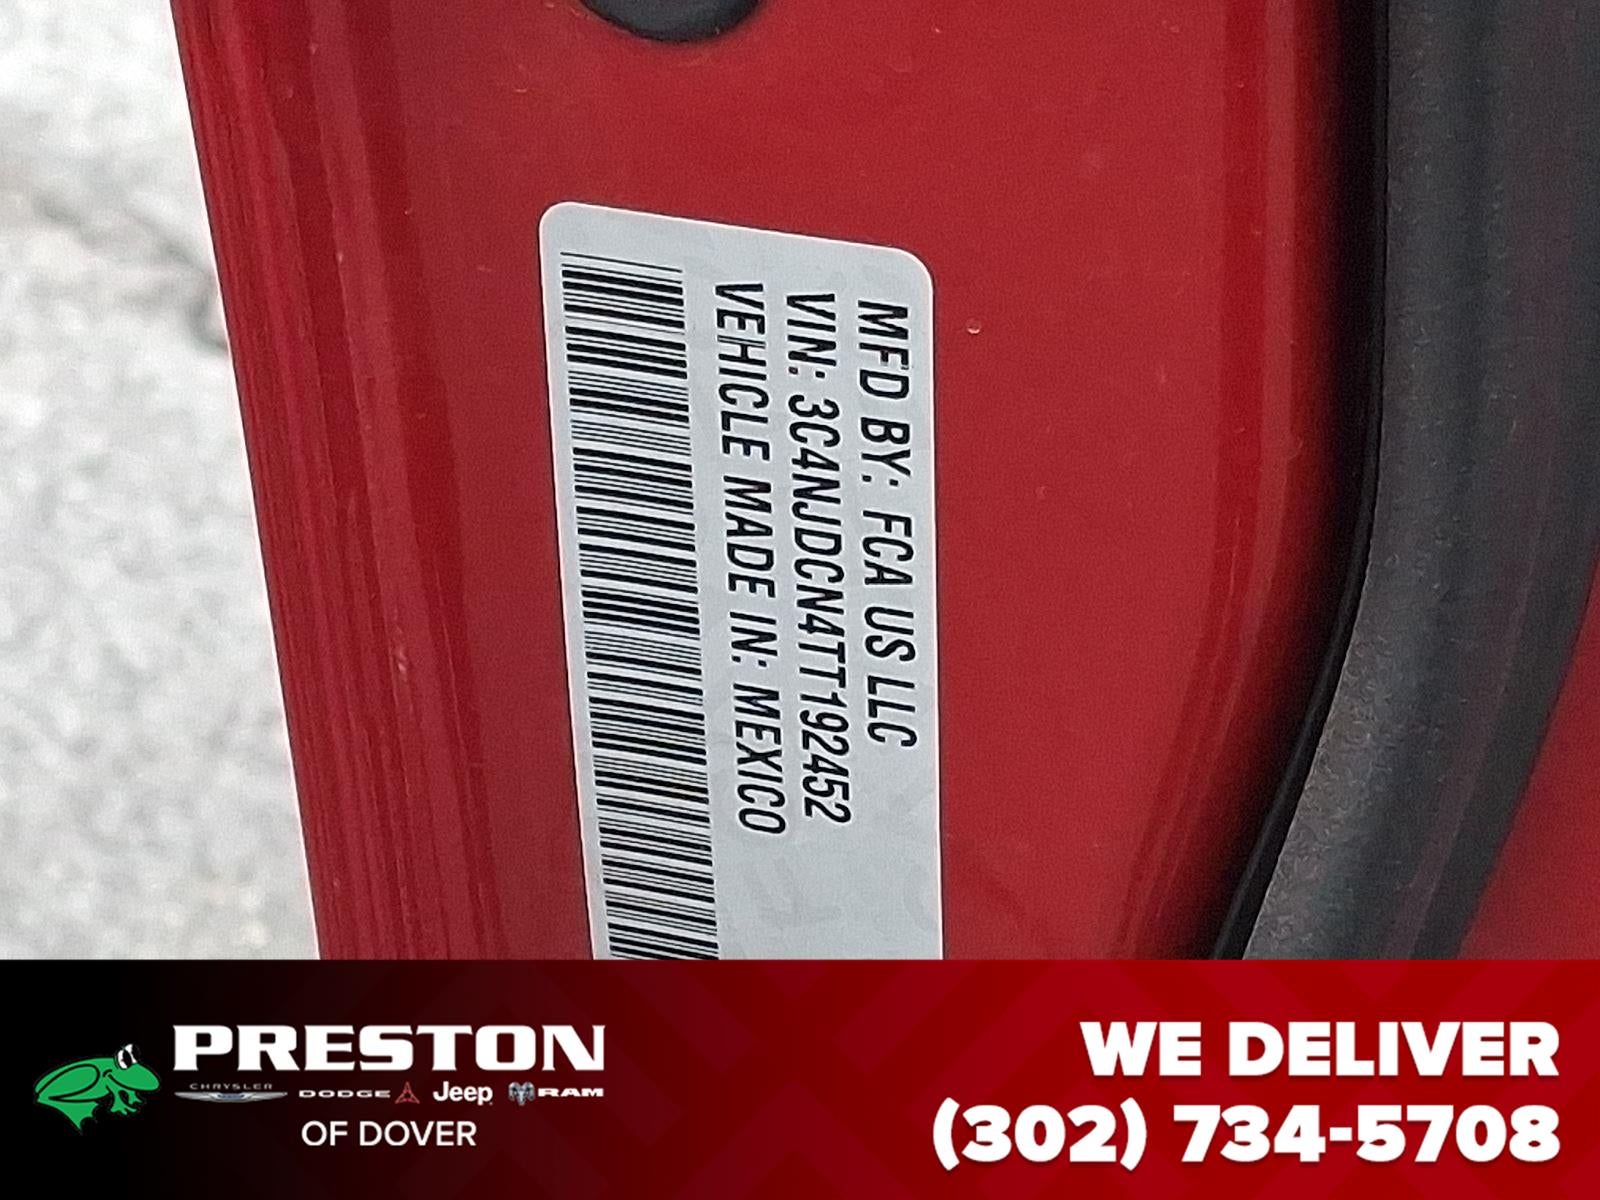 MFD BY: FCA US LLC
VIN: 3C4NJDCN4TT192452
VEHICLE MADE IN: MEXICO
PRESTON
CHRYSLER DODGE Jeep RAM
OF DOVER
WE DELIVER
(302) 734-5708